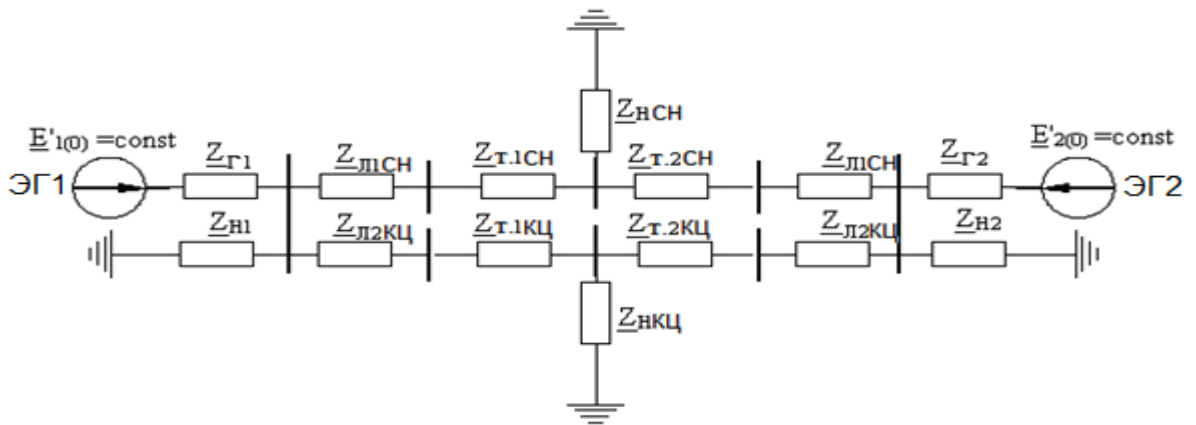 ZНСН
E'1(0) =const
E'2(0) =const
ZГ1
ZЛ1СН
ZТ.1СН
ZТ.2СН
ZЛ1СН
ZГ2
ЭГ1
ЭГ2
ZН1
ZЛ2КЦ
ZТ.1КЦ
ZТ.2КЦ
ZЛ2КЦ
ZН2
ZНКЦ